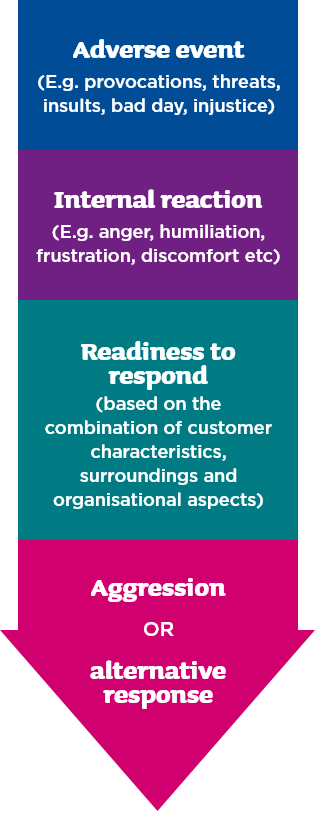 Adverse event
(E.g. provocations, threats,
insults, bad day, injustice)
Internal reaction
(E.g. anger, humiliation,
frustration, discomfort etc)
Readiness to
respond
(based on the
combination of customer
characteristics,
surroundings and
organisational aspects)
Aggression
OR
alternative
response